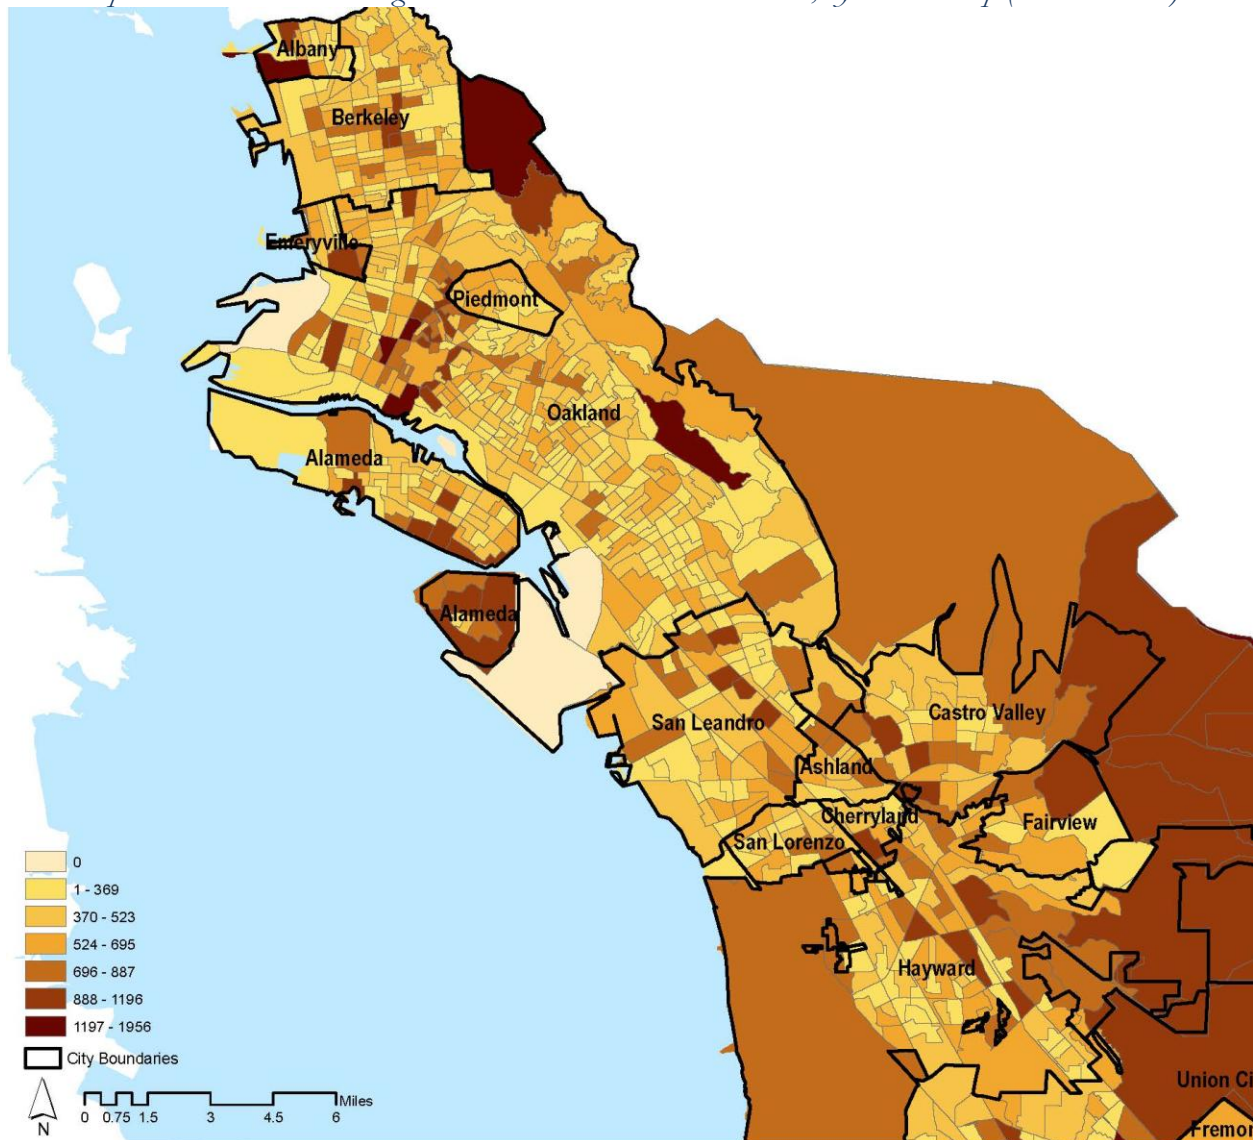 Albany
Berkeley
Emeryville
Piedmont
Oakland
Alameda
Alameda
San Leandro
Castro Valley
Ashland
Cherryland
Fairview
San Lorenzo
Hayward
Union Ci
Fremon
0
1 - 369
370 - 523
524 - 695
696 - 887
888 - 1196
1197 - 1956
City Boundaries
Miles
0 0.75 1.5 3 4.5 6
N